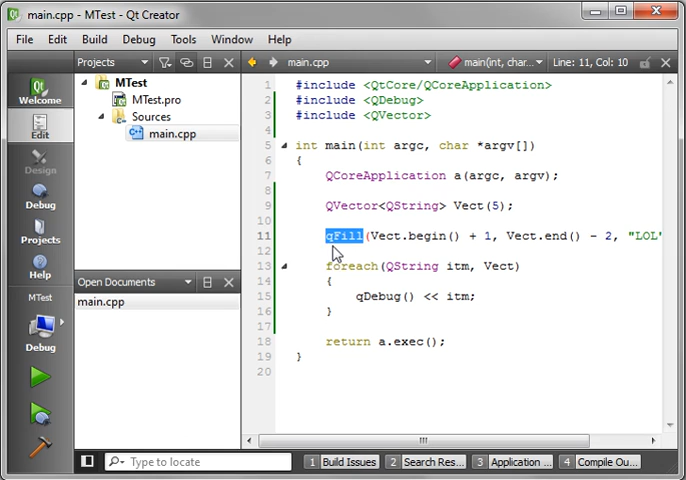 main.cpp - MTest - Qt Creator
File Edit Build Debug Tools Window Help
Projects
main.cpp
main(int, char...
Line: 11, Col: 10
Welcome
Edit
Design
Debug
Projects
Help
MTest
Debug
MTest
MTest.pro
Sources
main.cpp
Open Documents
main.cpp
1 #include <QtCore/QCoreApplication>
2 #include <QDebug>
3 #include <QVector>
4
5 int main(int argc, char *argv[])
6 {
7 QCoreApplication a(argc, argv);
8
9 QVector<QString> Vect(5);
10
11 qFill(Vect.begin() + 1, Vect.end() - 2, "LOL"
12
13 foreach(QString itm, Vect)
14 {
15 qDebug() << itm;
16 }
17
18 return a.exec();
19 }
20
Type to locate
1 Build Issues
2 Search Res...
3 Application ...
4 Compile Ou...